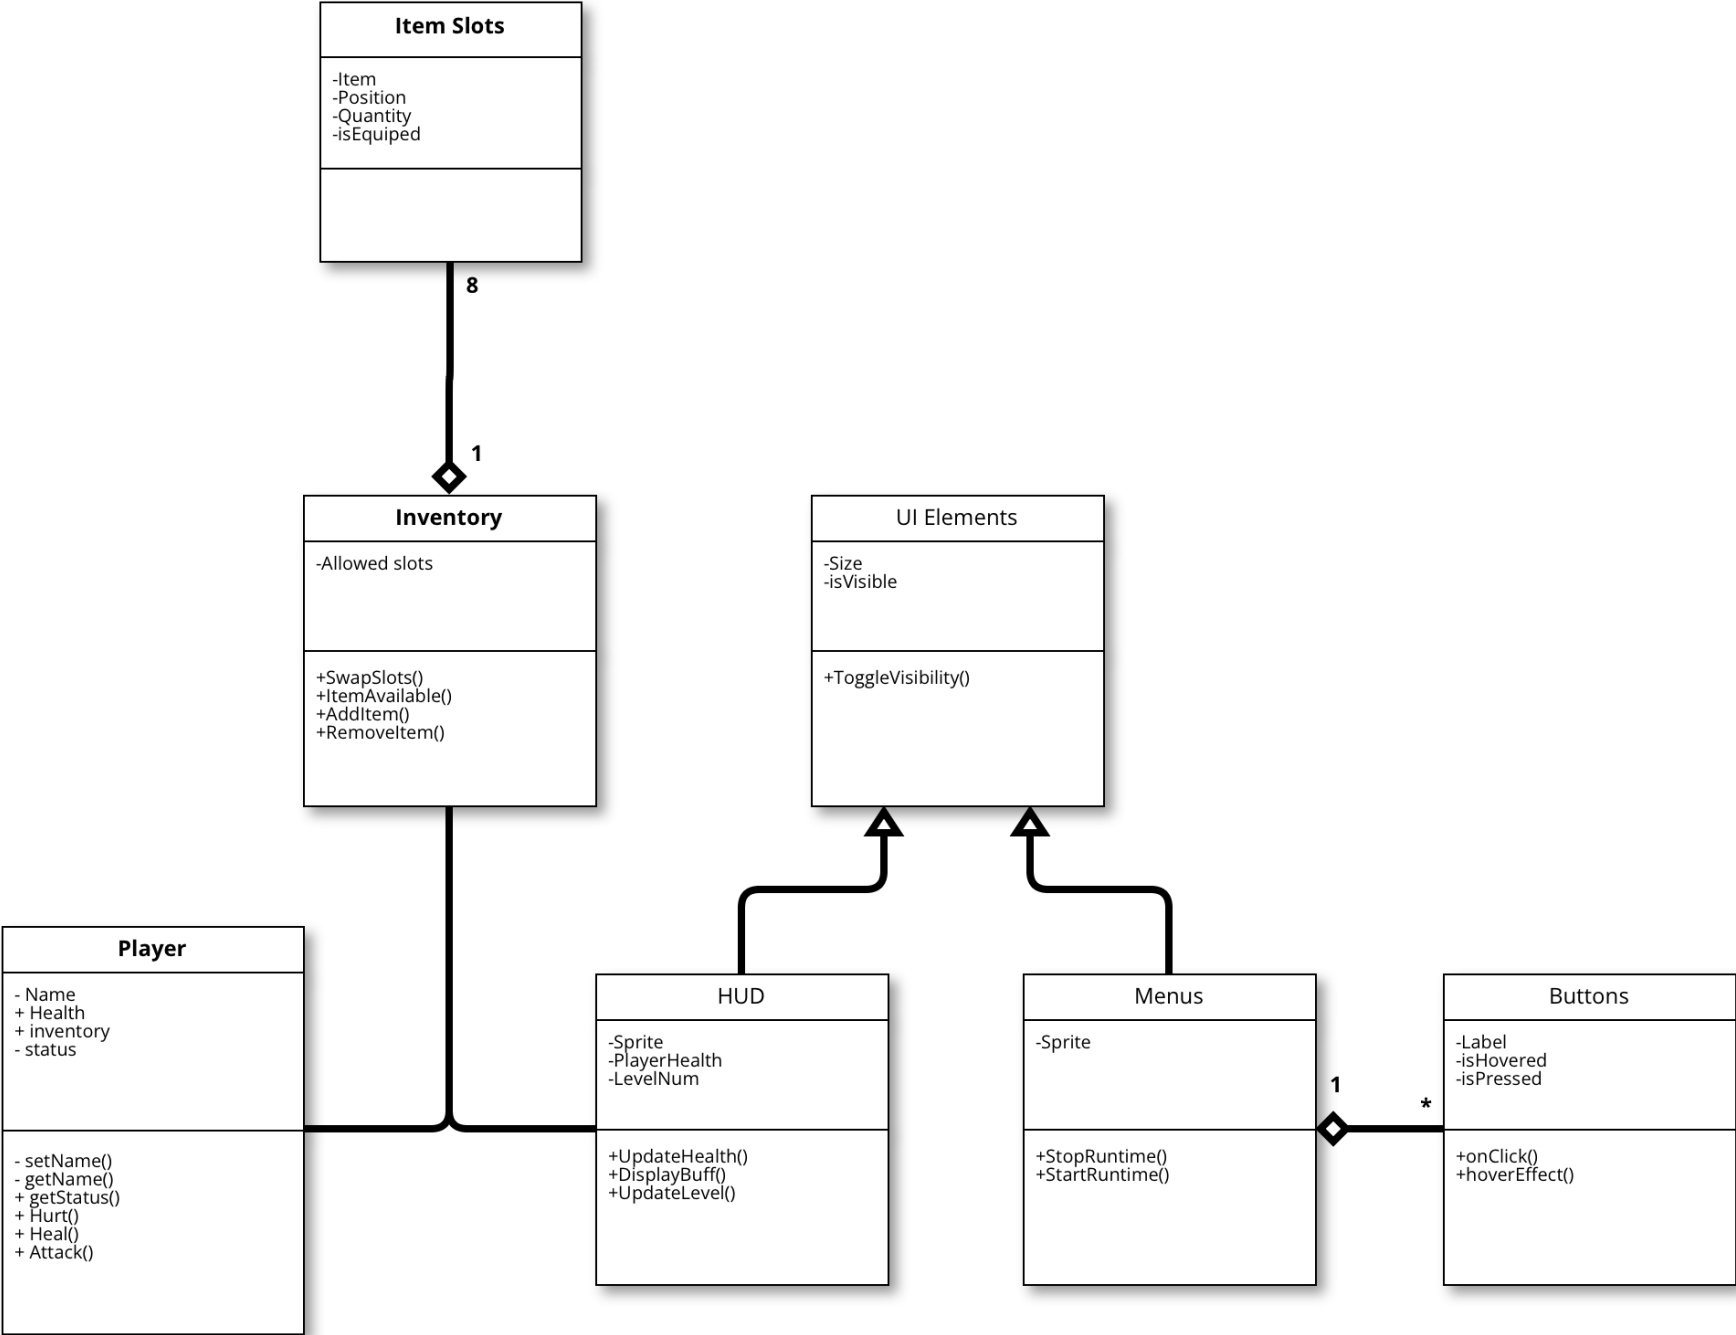 Item Slots
-Item
-Position
-Quantity
-isEquiped
8
1
Inventory
-Allowed slots
+SwapSlots()
+ItemAvailable()
+AddItem()
+RemoveItem()
UI Elements
-Size
-isVisible
+ToggleVisibility()
Player
- Name
+ Health
+ inventory
- status
- setName()
- getName()
+ getStatus()
+ Hurt()
+ Heal()
+ Attack()
HUD
-Sprite
-PlayerHealth
-LevelNum
+UpdateHealth()
+DisplayBuff()
+UpdateLevel()
Menus
-Sprite
+StopRuntime()
+StartRuntime()
1
*
Buttons
-Label
-isHovered
-isPressed
+onClick()
+hoverEffect()